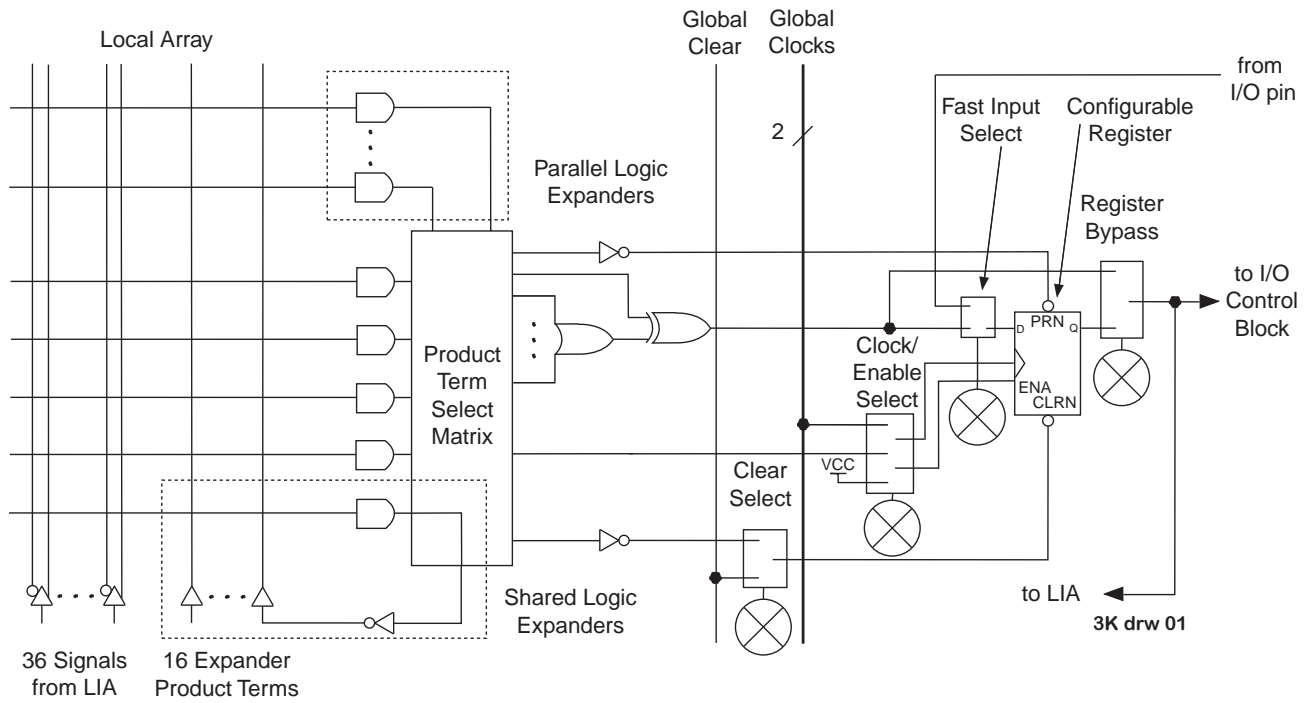 Local Array
Global
Clear
Global
Clocks
from
I/O pin
2
Fast Input
Select
Configurable
Register
Parallel Logic
Expanders
Register
Bypass
to I/O
Control
Block
PRN
D
Q
ENA
CLRN
Product
Term
Select
Matrix
Clock/
Enable
Select
VCC
Clear
Select
Shared Logic
Expanders
to LIA
3K drw 01
36 Signals
from LIA
16 Expander
Product Terms